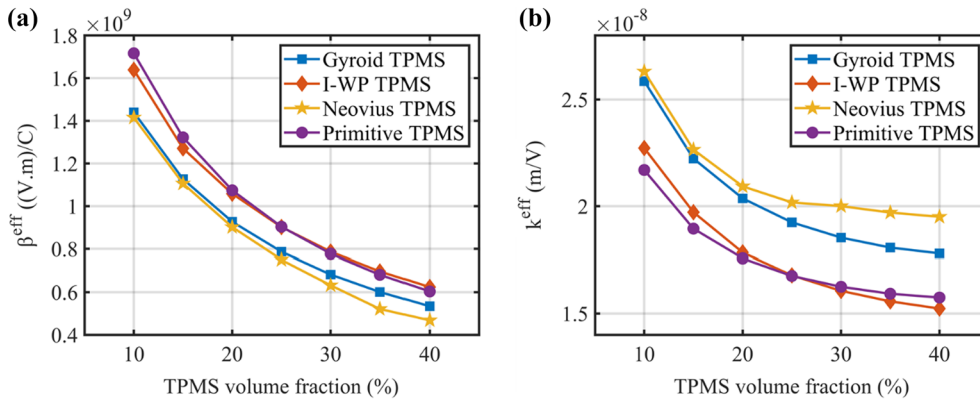 (a)
×10⁹
1.8
1.6
1.4
1.2
1
0.8
0.6
0.4
β^eff ((V.m)/C)
Gyroid TPMS
I-WP TPMS
Neovius TPMS
Primitive TPMS
10
20
30
40
TPMS volume fraction (%)
(b)
×10⁻⁸
2.5
2
1.5
k^eff (m/V)
Gyroid TPMS
I-WP TPMS
Neovius TPMS
Primitive TPMS
10
20
30
40
TPMS volume fraction (%)